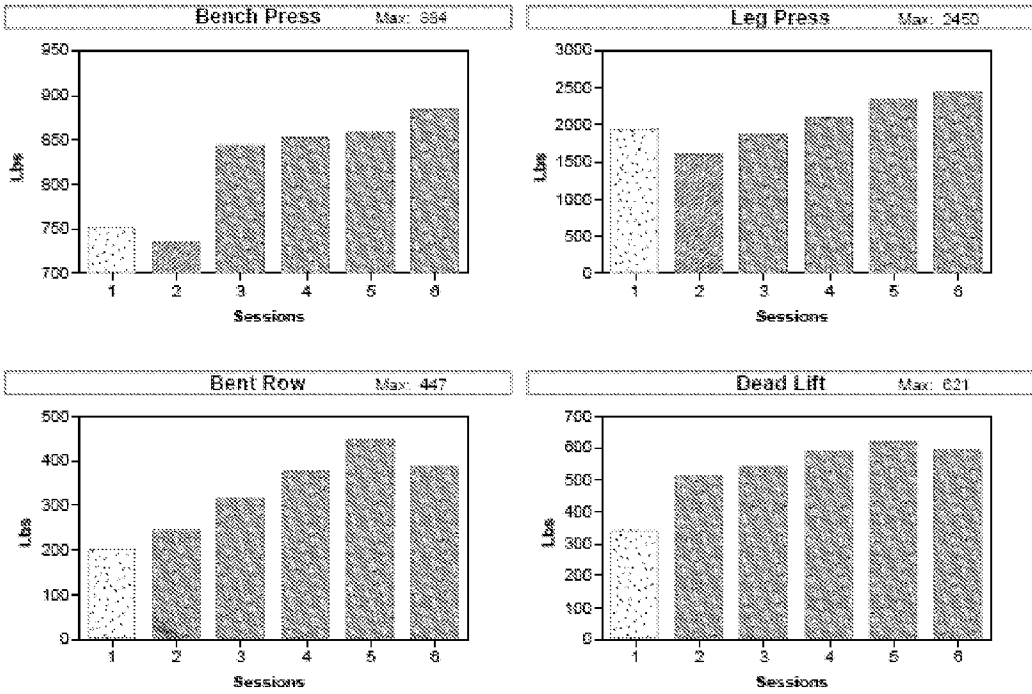 Bench Press Max: 884
950
900
850
800
750
700
Lbs
1 2 3 4 5 6
Sessions
Leg Press Max: 2450
3000
2500
2000
1500
1000
500
0
Lbs
1 2 3 4 5 6
Sessions
Bent Row Max: 447
500
400
300
200
100
0
Lbs
1 2 3 4 5 6
Sessions
Dead Lift Max: 621
700
600
500
400
300
200
100
0
Lbs
1 2 3 4 5 6
Sessions